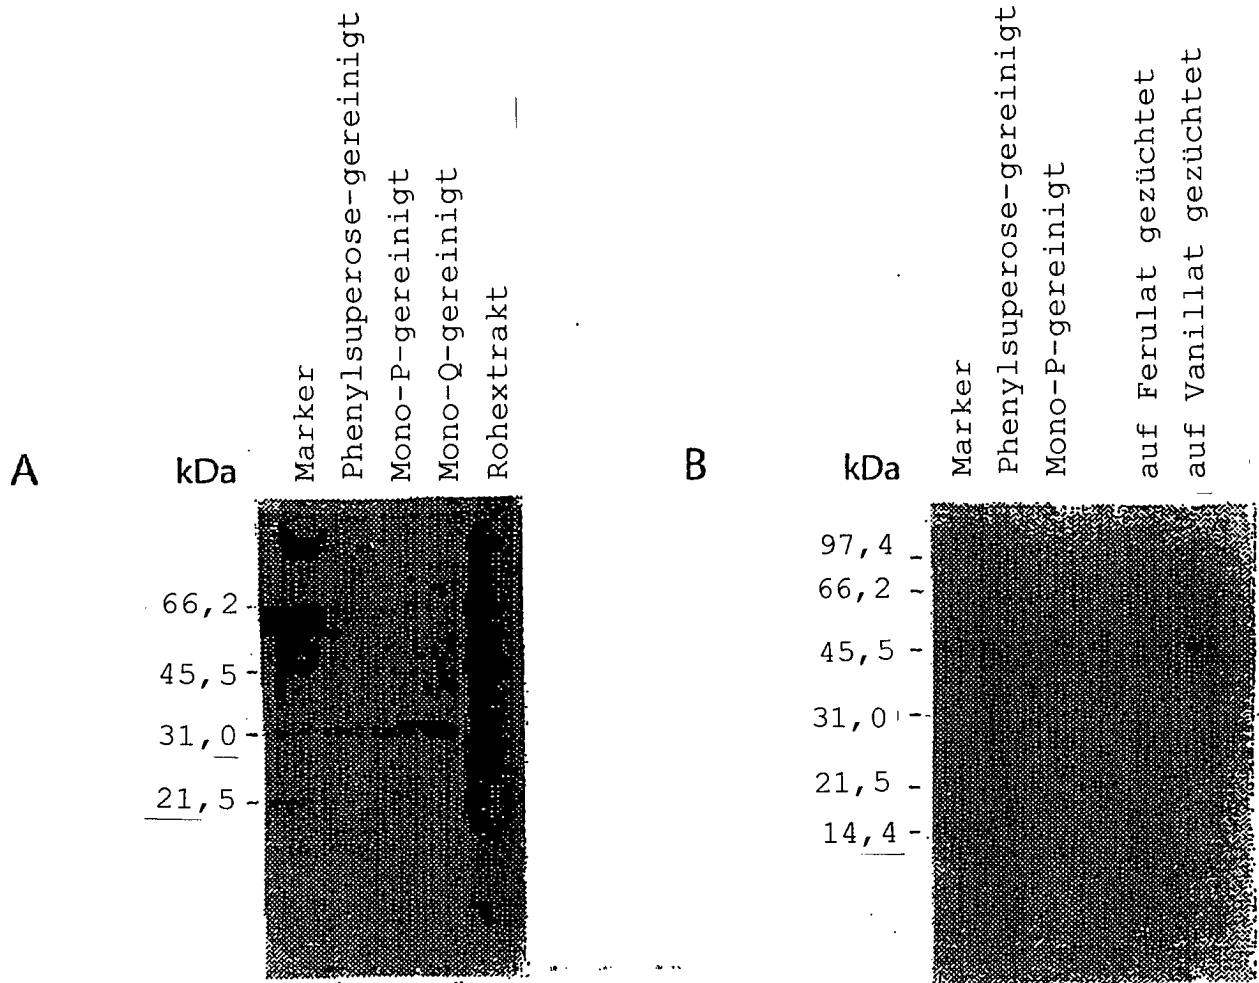 A
kDa
Marker
Phenylsuperose-gereinigt
Mono-P-gereinigt
Mono-Q-gereinigt
Rohextrakt
66,2
45,5
31,0
21,5
B
kDa
Marker
Phenylsuperose-gereinigt
Mono-P-gereinigt
auf Ferulat gezüchtet
auf Vanillat gezüchtet
97,4
66,2
45,5
31,0
21,5
14,4